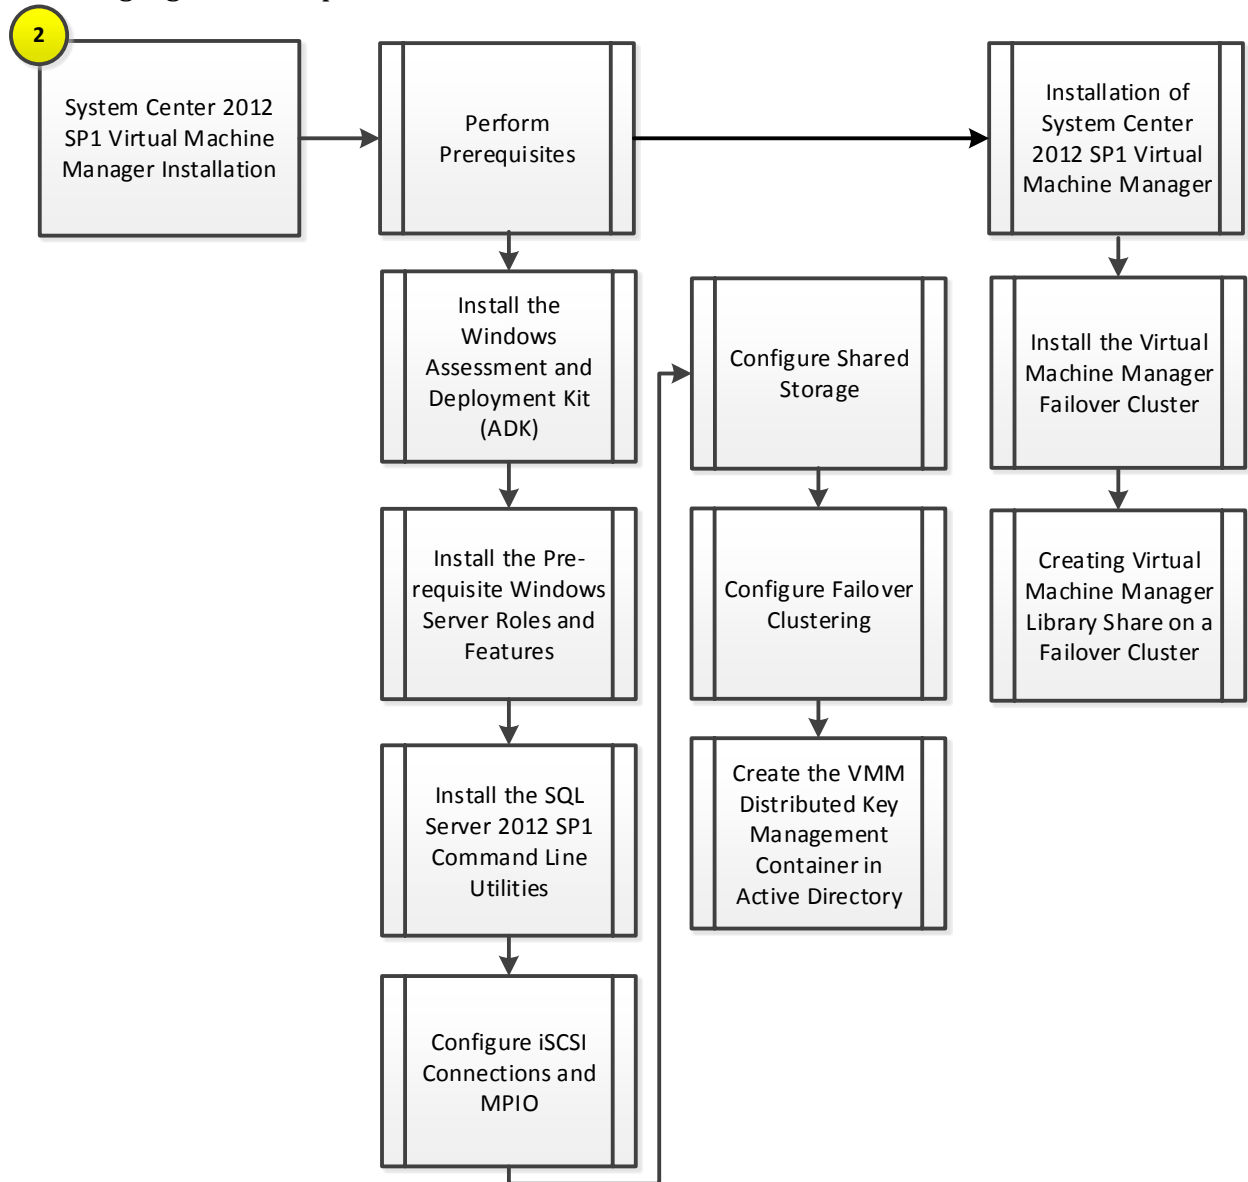 2
System Center 2012
SP1 Virtual Machine
Manager Installation
Perform
Prerequisites
Installation of
System Center
2012 SP1 Virtual
Machine Manager
Install the
Windows
Assessment and
Deployment Kit
(ADK)
Install the Pre-
requisite Windows
Server Roles and
Features
Install the SQL
Server 2012 SP1
Command Line
Utilities
Configure iSCSI
Connections and
MPIO
Configure Shared
Storage
Configure Failover
Clustering
Create the VMM
Distributed Key
Management
Container in
Active Directory
Install the Virtual
Machine Manager
Failover Cluster
Creating Virtual
Machine Manager
Library Share on a
Failover Cluster